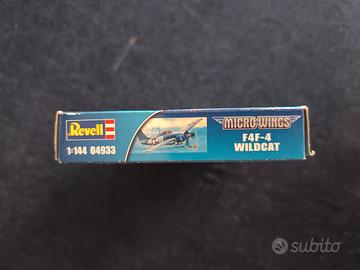 Revell
1:144 04933
MICRO WINGS
F4F-4
WILDCAT
subito